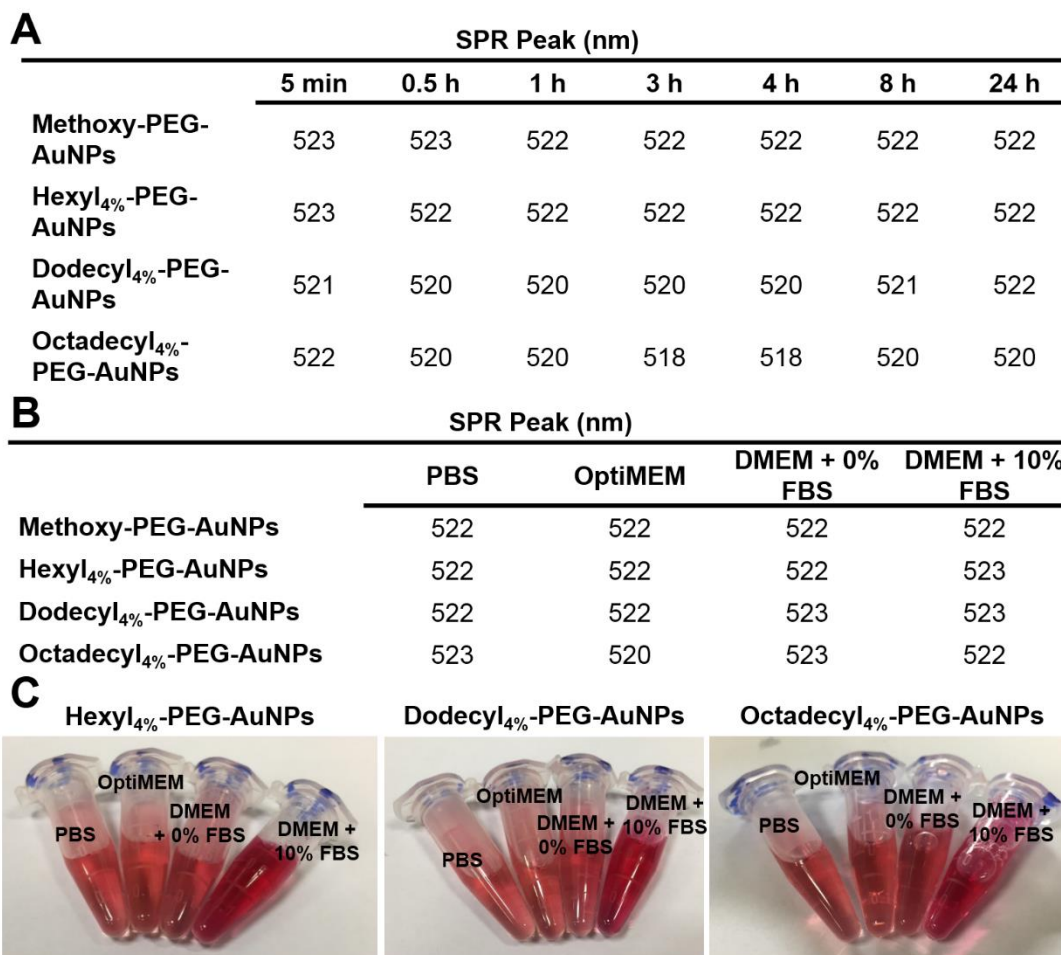 A
SPR Peak (nm)
5 min 0.5 h 1 h 3 h 4 h 8 h 24 h
Methoxy-PEG-
AuNPs 523 523 522 522 522 522 522
Hexyl4%-PEG-
AuNPs 523 522 522 522 522 522 522
Dodecyl4%-PEG-
AuNPs 521 520 520 520 520 521 522
Octadecyl4%-
PEG-AuNPs 522 520 520 518 518 520 520
B
SPR Peak (nm)
PBS OptiMEM DMEM + 0% FBS DMEM + 10% FBS
Methoxy-PEG-AuNPs 522 522 522 522
Hexyl4%-PEG-AuNPs 522 522 522 523
Dodecyl4%-PEG-AuNPs 522 522 523 523
Octadecyl4%-PEG-AuNPs 523 520 523 522
C
Hexyl4%-PEG-AuNPs
PBS
OptiMEM
DMEM
+ 0% FBS
DMEM +
10% FBS
Dodecyl4%-PEG-AuNPs
PBS
OptiMEM
DMEM +
0% FBS
DMEM +
10% FBS
Octadecyl4%-PEG-AuNPs
PBS
OptiMEM
DMEM +
0% FBS
DMEM +
10% FBS